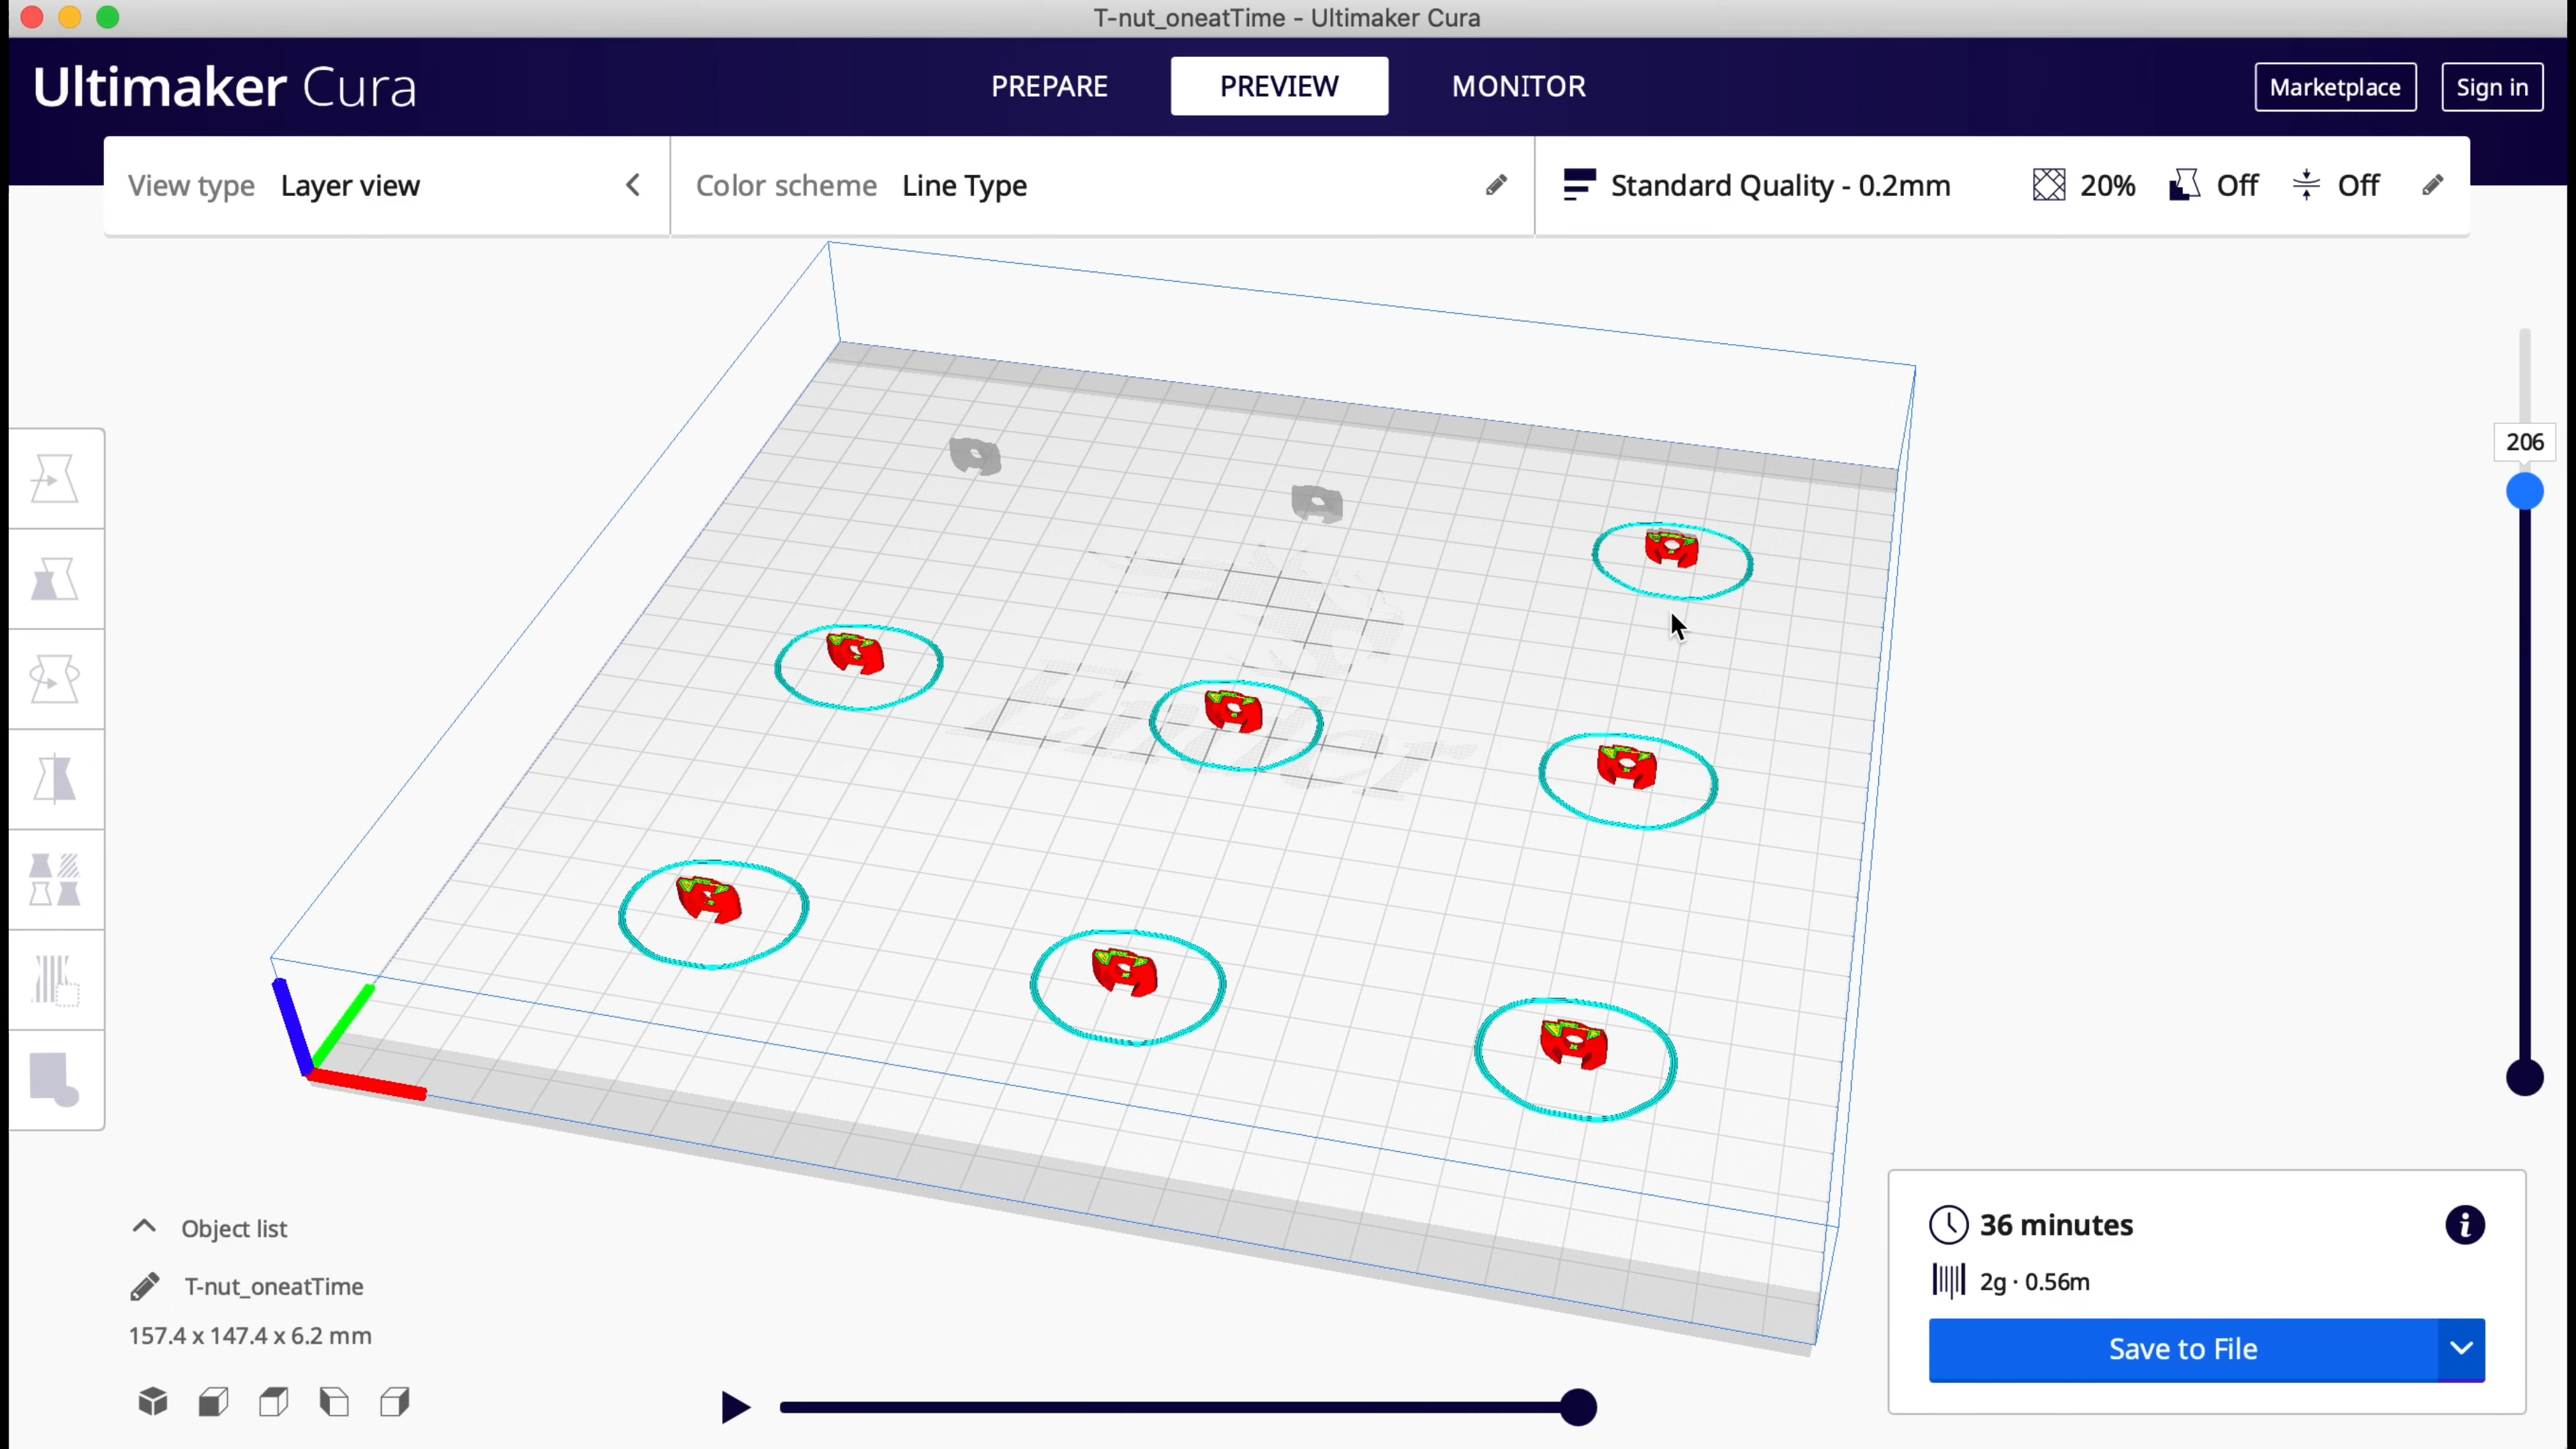 T-nut_oneatTime - Ultimaker Cura
Ultimaker Cura
PREPARE
PREVIEW
MONITOR
Marketplace
Sign in
View type Layer view
Color scheme Line Type
Standard Quality - 0.2mm
20%
Off
Off
206
Ender
Object list
T-nut_oneatTime
157.4 x 147.4 x 6.2 mm
36 minutes
2g · 0.56m
Save to File